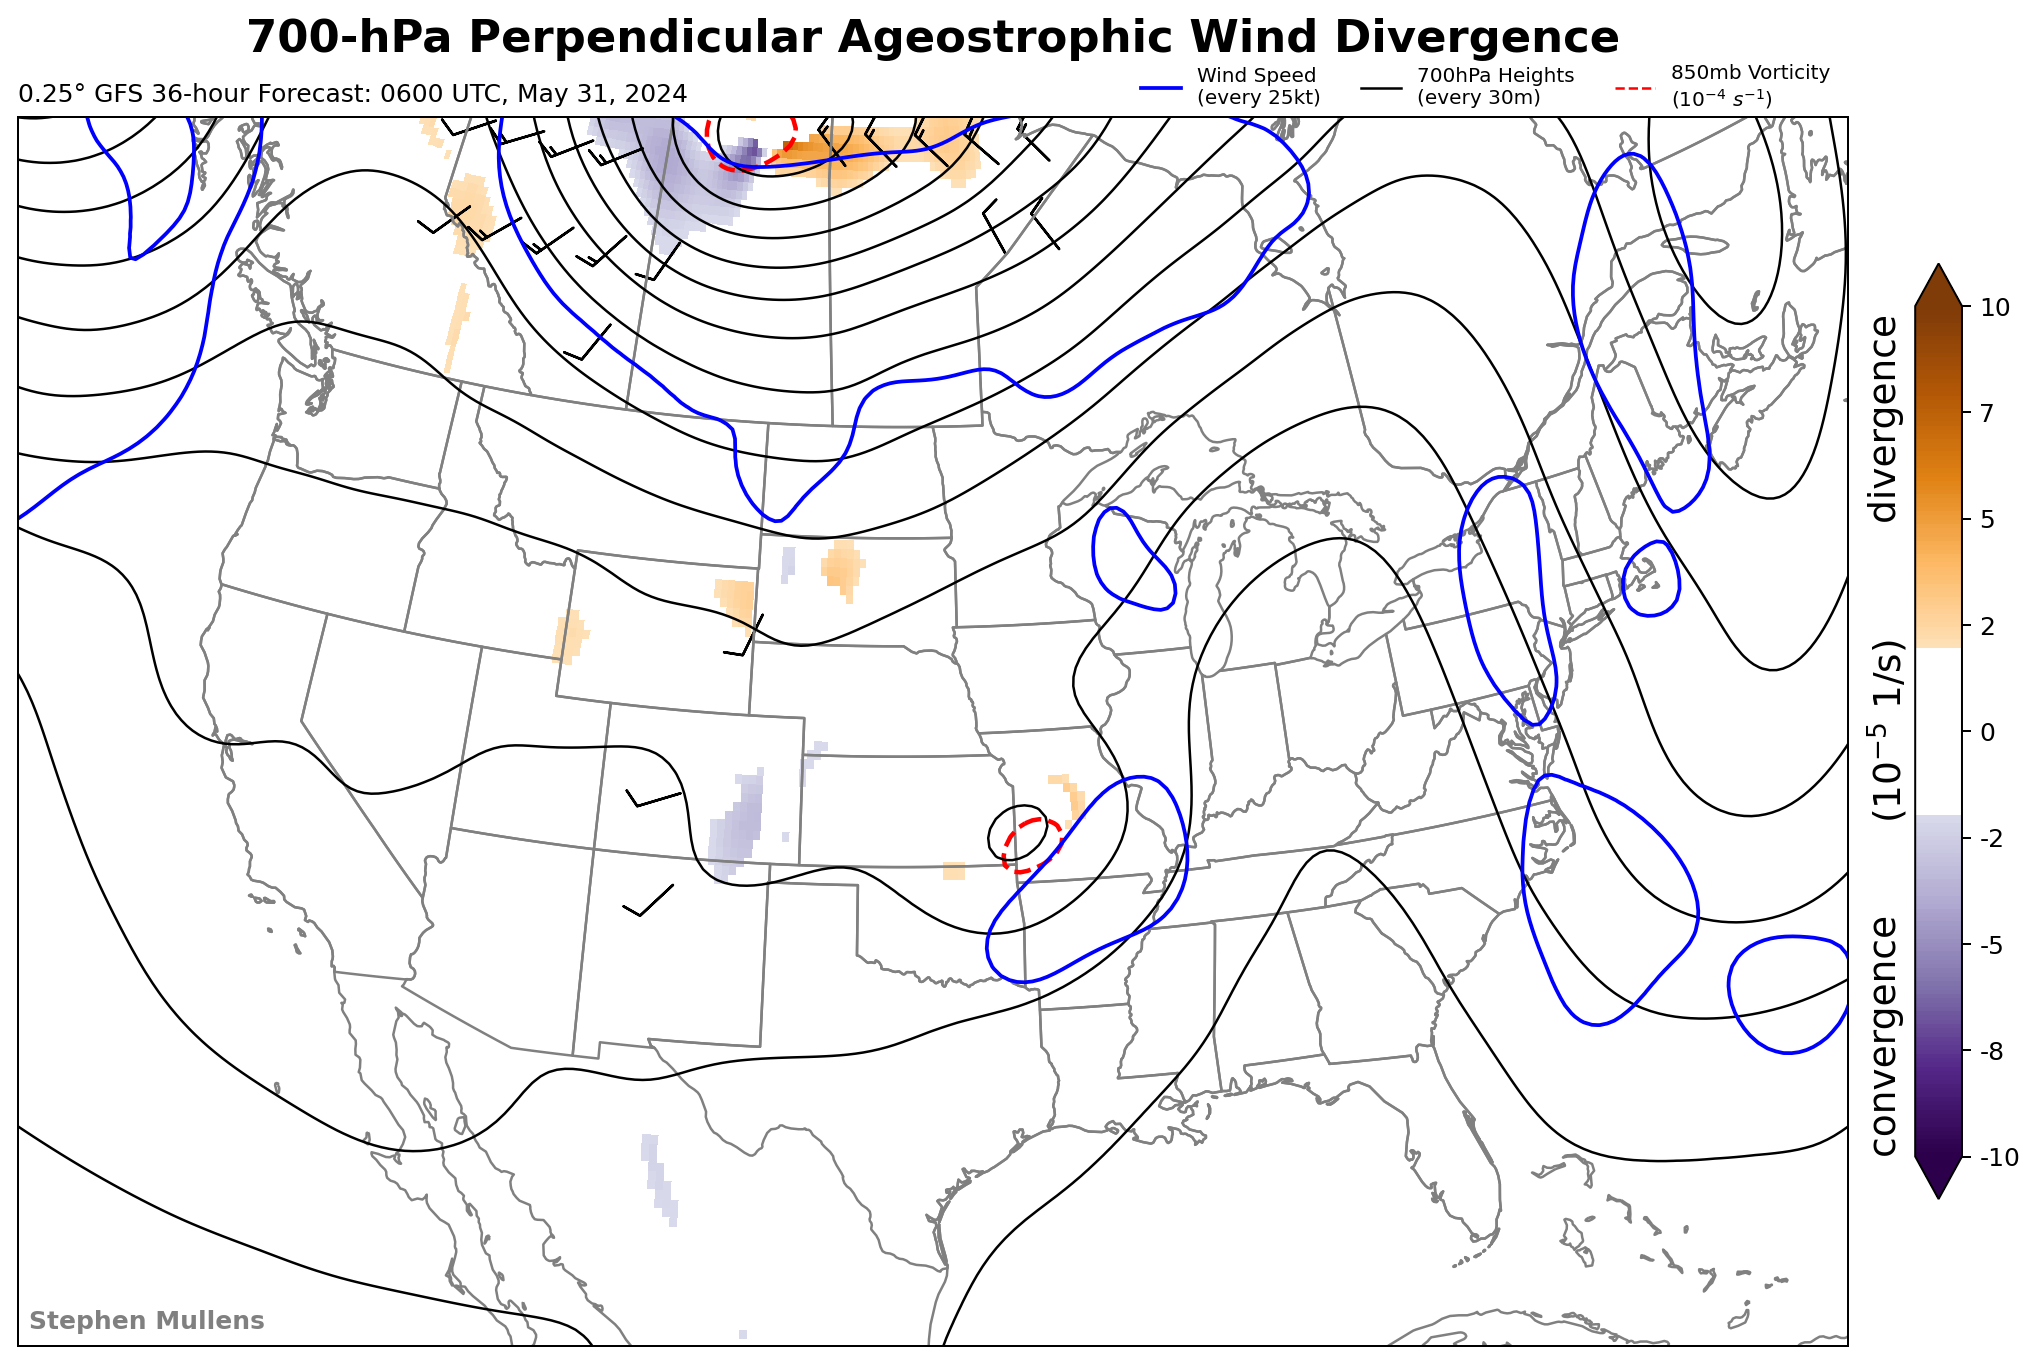 700-hPa Perpendicular Ageostrophic Wind Divergence
0.25° GFS 36-hour Forecast: 0600 UTC, May 31, 2024
Wind Speed
(every 25kt)
700hPa Heights
(every 30m)
850mb Vorticity
(10⁻⁴ s⁻¹)
10
7
5
2
0
-2
-5
-8
-10
convergence (10⁻⁵ 1/s) divergence
Stephen Mullens